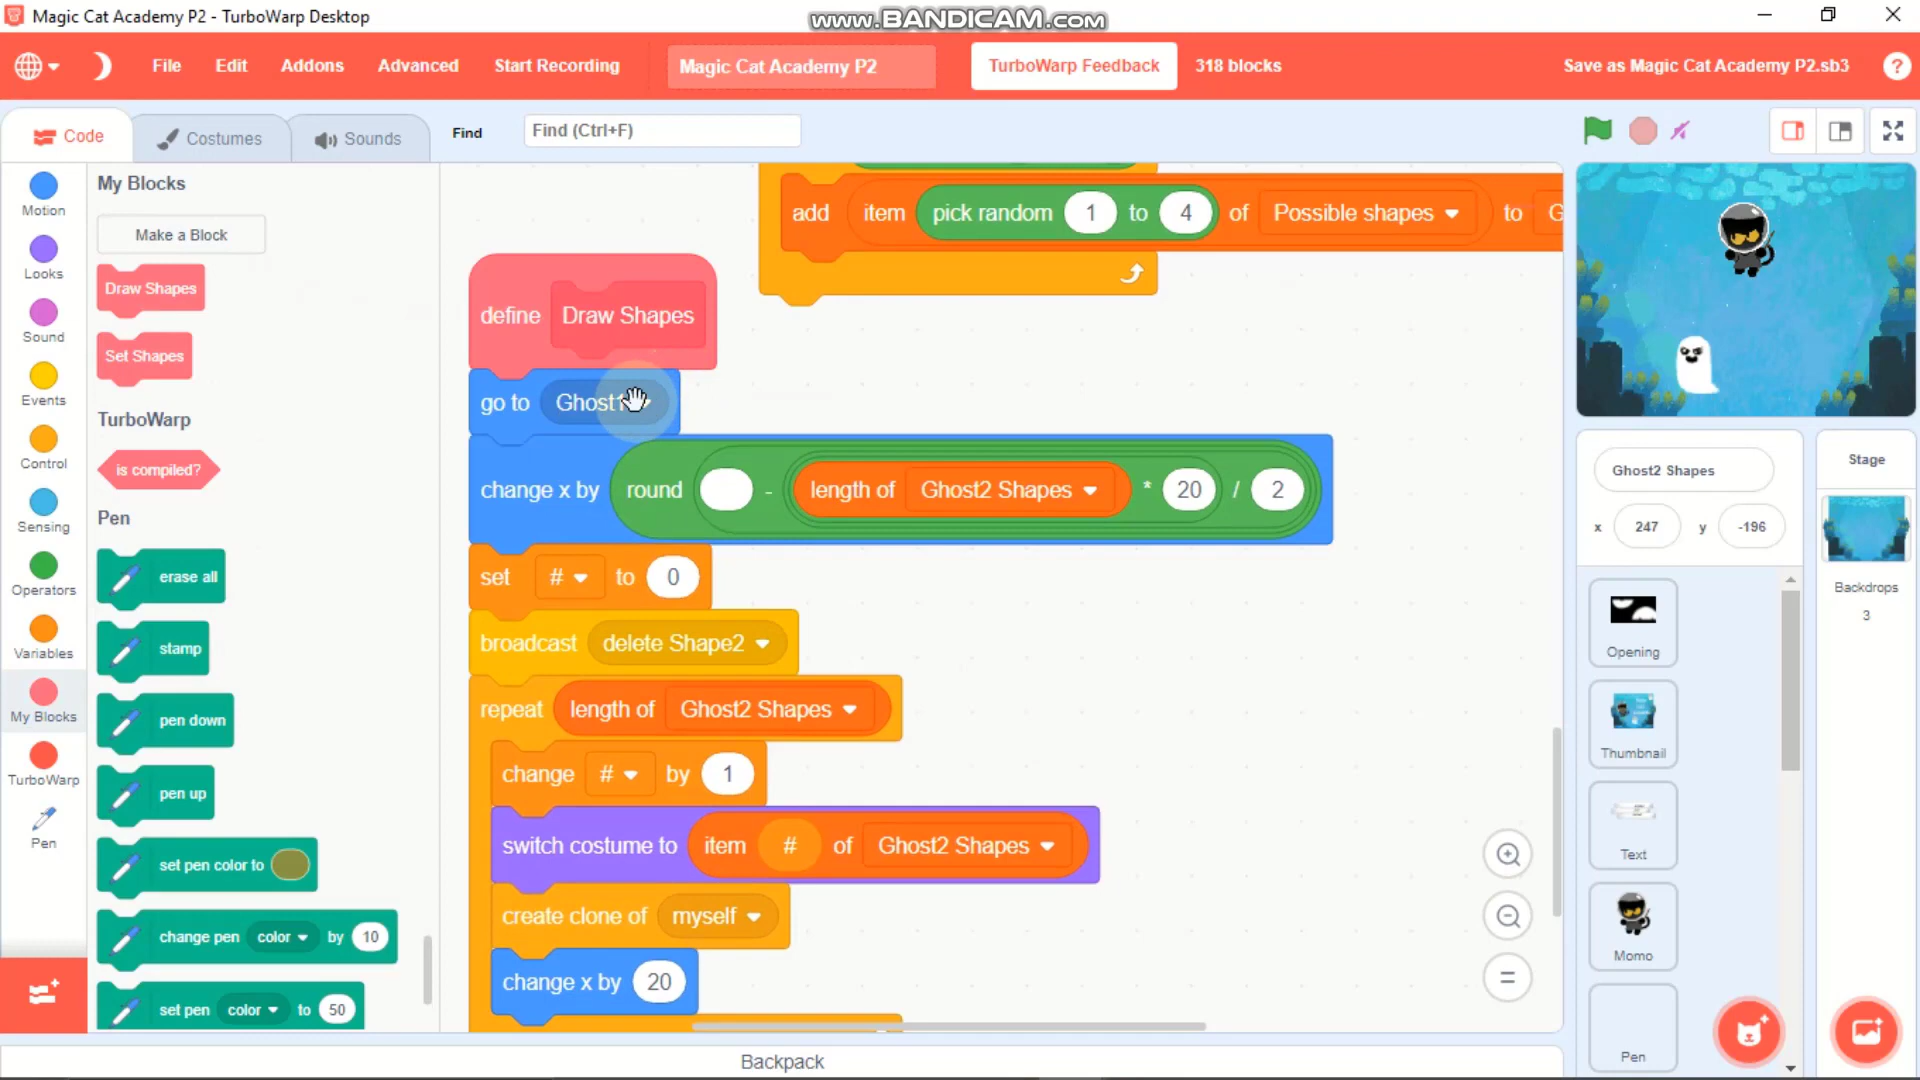 Magic Cat Academy P2 - TurboWarp Desktop
www.BANDICAM.com
File Edit Addons Advanced Start Recording Magic Cat Academy P2 TurboWarp Feedback 318 blocks Save as Magic Cat Academy P2.sb3 ?
Code Costumes Sounds Find Find (Ctrl+F)
Motion
Looks
Sound
Events
Control
Sensing
Operators
Variables
My Blocks
TurboWarp
Pen
My Blocks
Make a Block
Draw Shapes
Set Shapes
TurboWarp
is compiled?
Pen
erase all
stamp
pen down
pen up
set pen color to
change pen color by 10
set pen color to 50
add item pick random 1 to 4 of Possible shapes to G
define Draw Shapes
go to Ghost1
change x by round - length of Ghost2 Shapes * 20 / 2
set # to 0
broadcast delete Shape2
repeat length of Ghost2 Shapes
change # by 1
switch costume to item # of Ghost2 Shapes
create clone of myself
change x by 20
Backpack
Ghost2 Shapes
x 247 y -196
Opening
Thumbnail
Text
Momo
Pen
Stage
Backdrops
3